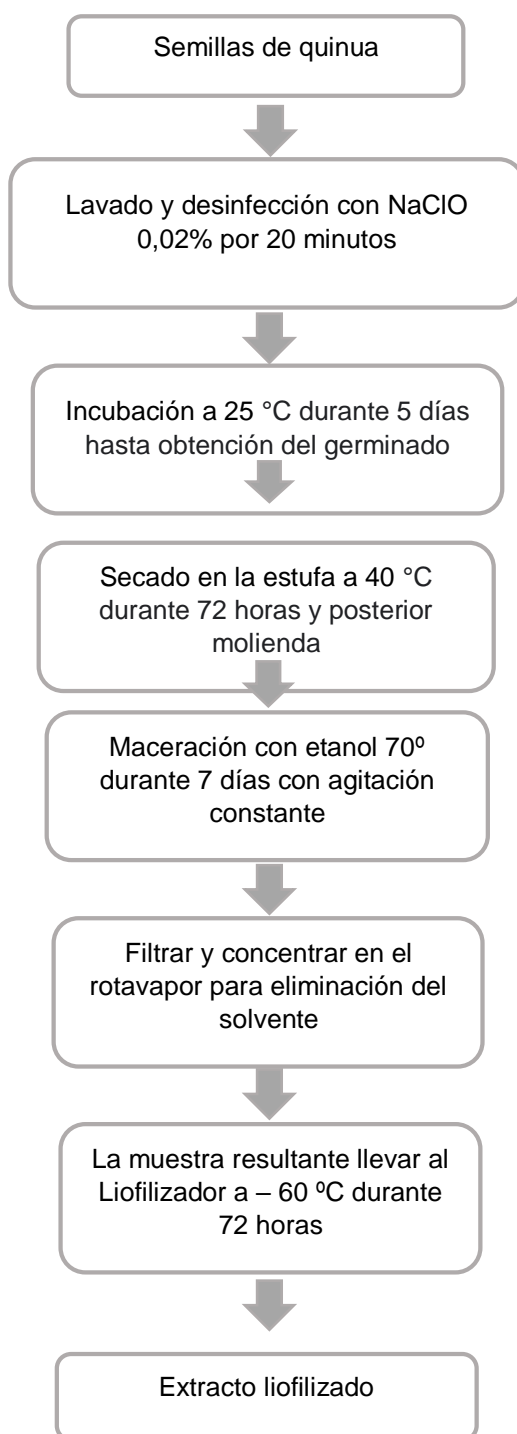 Semillas de quinua
Lavado y desinfección con NaClO
0,02% por 20 minutos
Incubación a 25 °C durante 5 días
hasta obtención del germinado
Secado en la estufa a 40 °C
durante 72 horas y posterior
molienda
Maceración con etanol 70º
durante 7 días con agitación
constante
Filtrar y concentrar en el
rotavapor para eliminación del
solvente
La muestra resultante llevar al
Liofilizador a – 60 ºC durante
72 horas
Extracto liofilizado